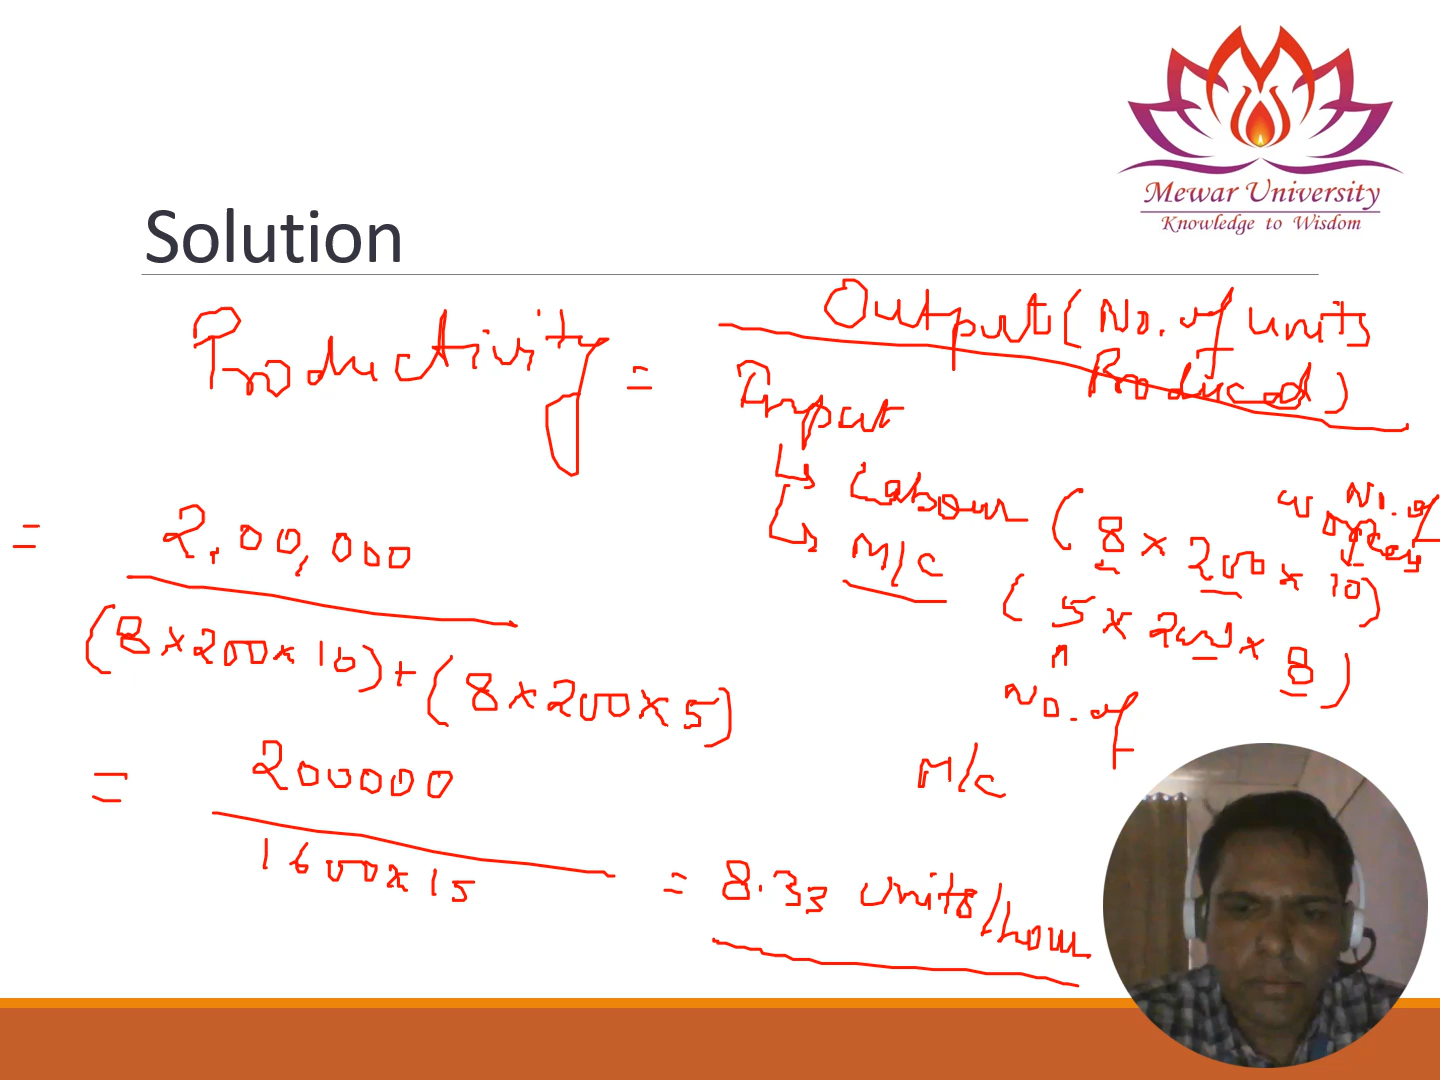 Mewar University
Knowledge to Wisdom
Solution
Productivity = Output (No. of units Produced)
Input
↳ Labour (8 × 200 × 10)
No. of
↳ M/C (5 × 200 × 8)
No. of
M/C
= 2,00,000
(8 × 200 × 10) + (8 × 200 × 5)
= 200000
1600 × 15
= 8.33 units/hour